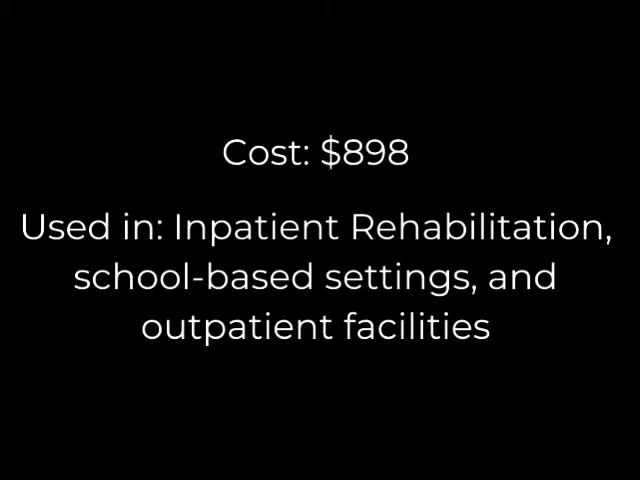 Cost: $898
Used in: Inpatient Rehabilitation,
school-based settings, and
outpatient facilities